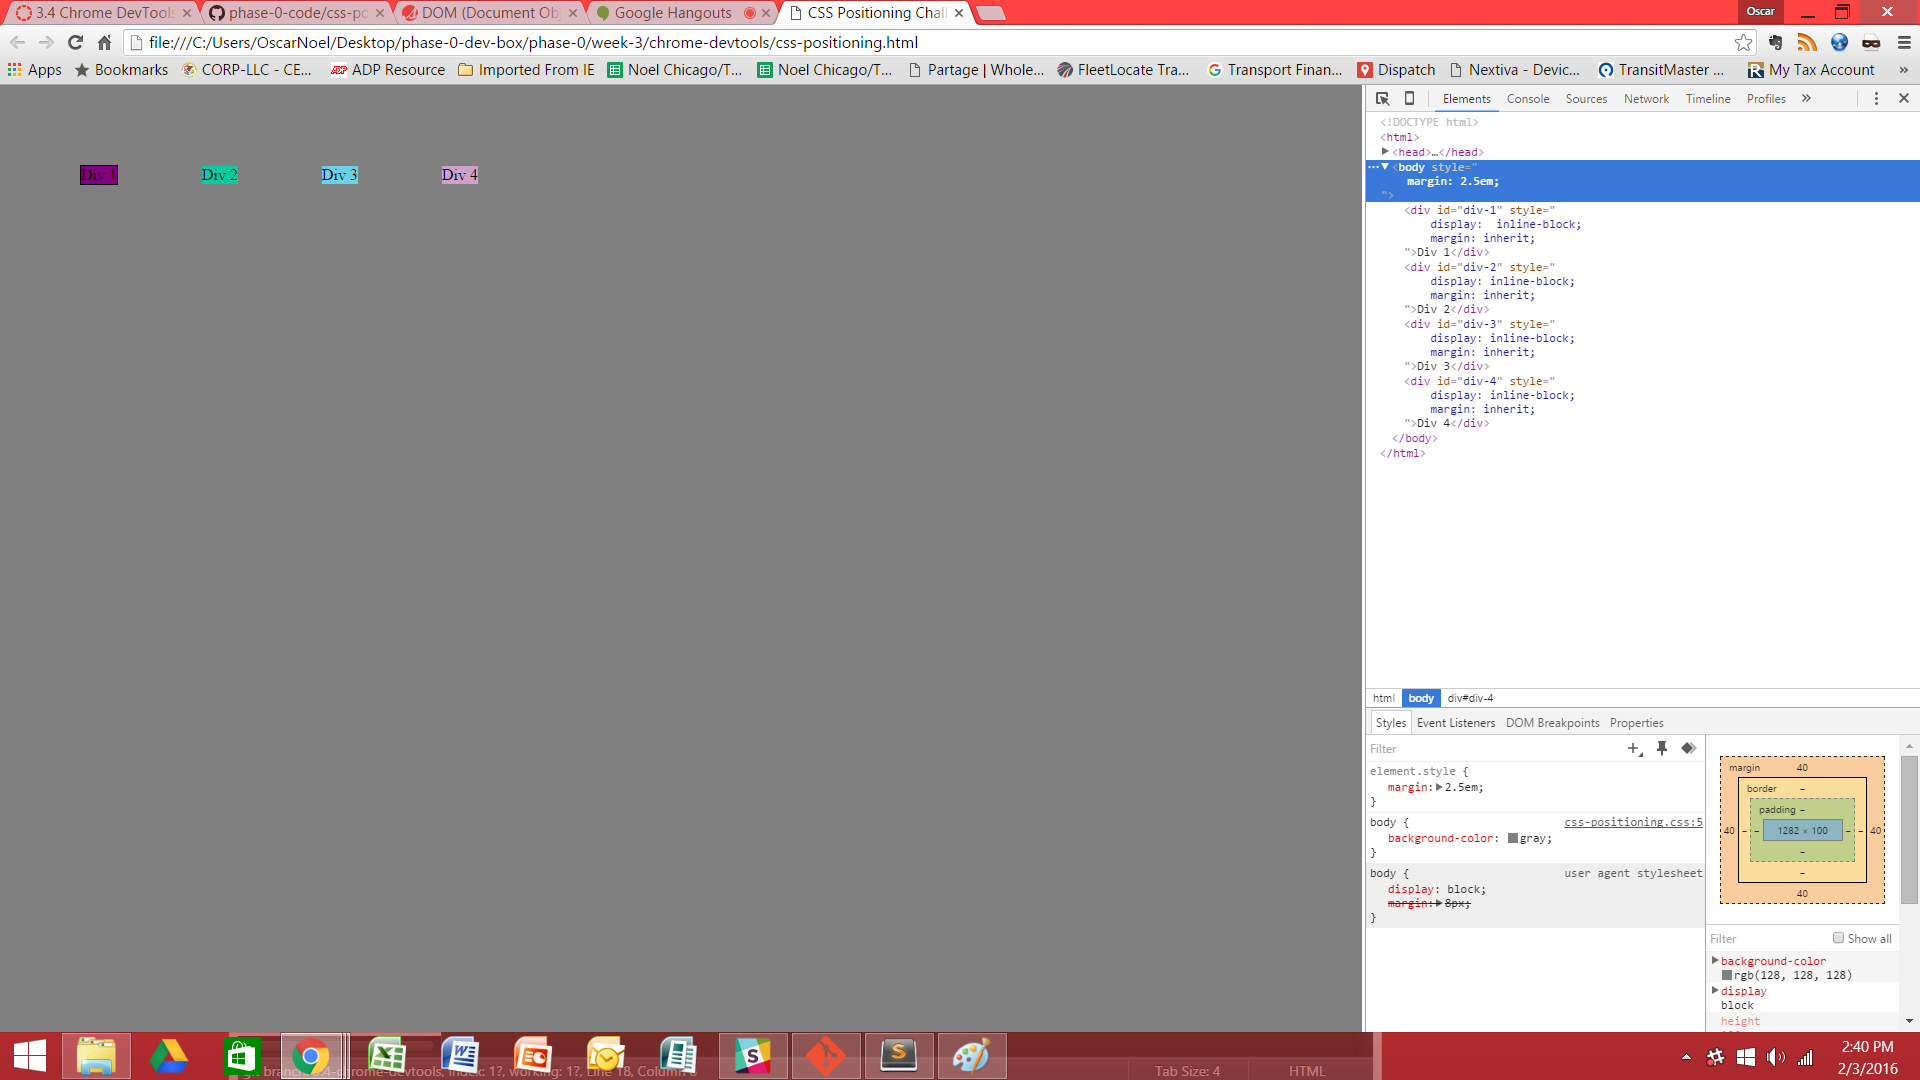 3.4 Chrome DevTools
phase-0-code/css-po
DOM (Document Obj
Google Hangouts
CSS Positioning Chall
Oscar
file:///C:/Users/OscarNoel/Desktop/phase-0-dev-box/phase-0/week-3/chrome-devtools/css-positioning.html
Apps Bookmarks CORP-LLC - CE... ADP Resource Imported From IE Noel Chicago/T... Noel Chicago/T... Partage | Whole... FleetLocate Tra... Transport Finan... Dispatch Nextiva - Devic... TransitMaster ... My Tax Account »
Div 1 Div 2 Div 3 Div 4
Elements Console Sources Network Timeline Profiles »
<!DOCTYPE html>
<html>
<head>…</head>
<body style="
margin: 2.5em;
">
<div id="div-1" style="
display:  inline-block;
margin: inherit;
">Div 1</div>
<div id="div-2" style="
display: inline-block;
margin: inherit;
">Div 2</div>
<div id="div-3" style="
display: inline-block;
margin: inherit;
">Div 3</div>
<div id="div-4" style="
display: inline-block;
margin: inherit;
">Div 4</div>
</body>
</html>
html body div#div-4
Styles Event Listeners DOM Breakpoints Properties
Filter
element.style {
margin: 2.5em;
}
body { css-positioning.css:5
background-color: gray;
}
body { user agent stylesheet
display: block;
margin: 8px;
}
margin 40
border –
padding –
40 – – 1282 × 100 – – 40
–
–
40
Filter Show all
background-color
rgb(128, 128, 128)
display
block
height
git branch: 3.4-chrome-devtools, index: 1?, working: 1?, Line 18, Column 8
Tab Size: 4
HTML
2:40 PM
2/3/2016